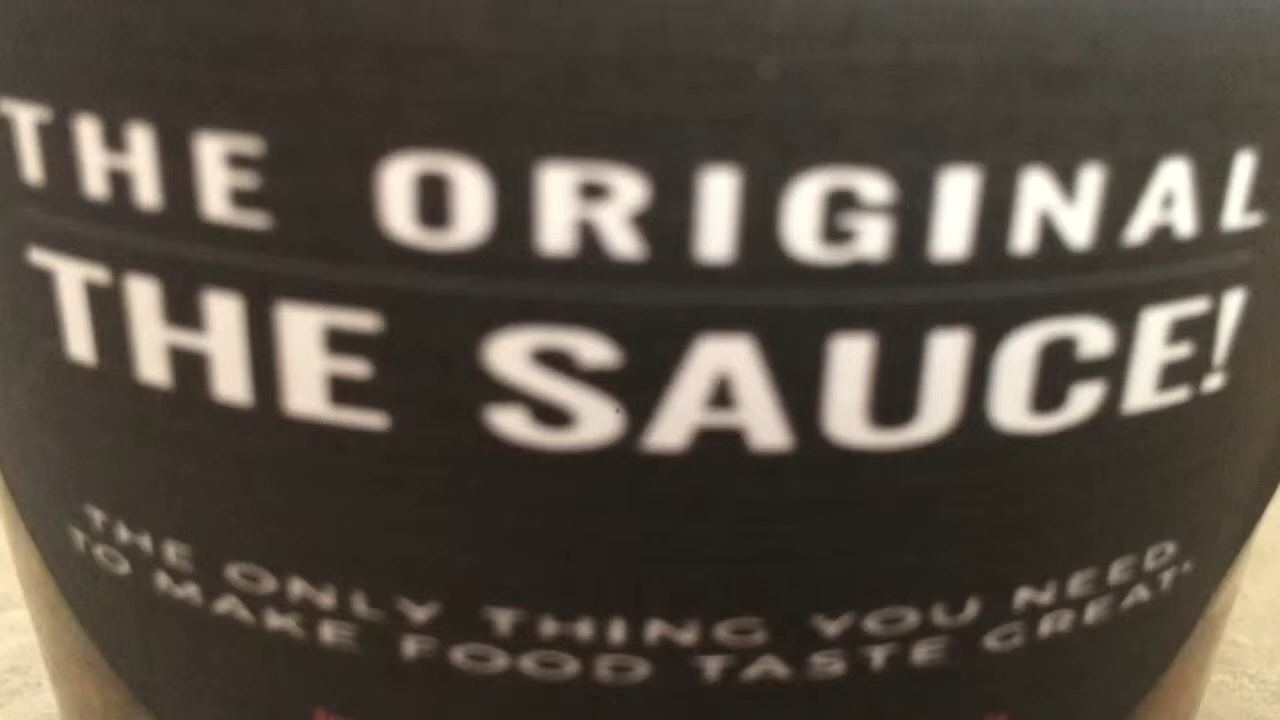 THE ORIGINAL
THE SAUCE!
THE ONLY THING YOU NEED
TO MAKE FOOD TASTE GREAT.